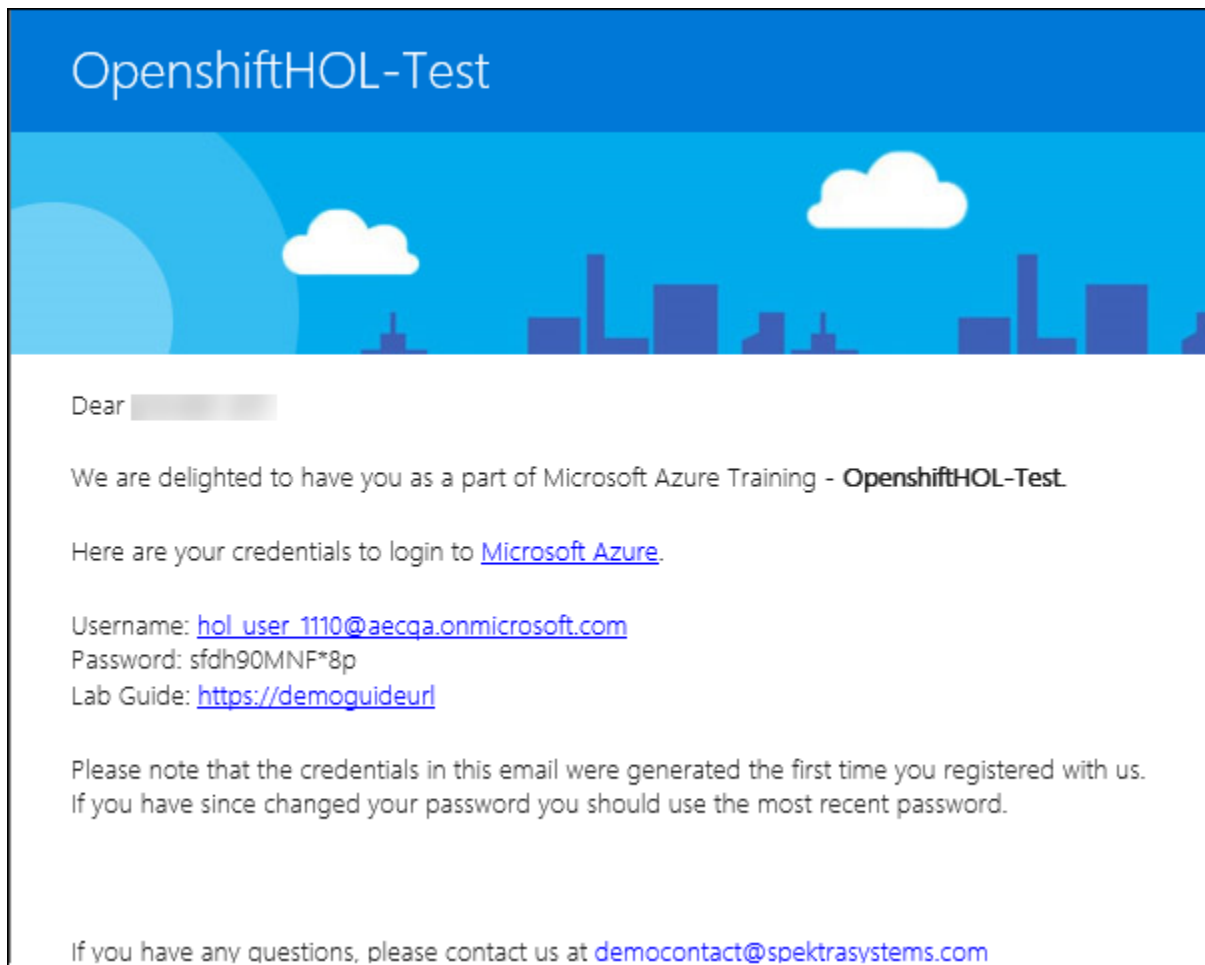 OpenshiftHOL-Test
Dear
We are delighted to have you as a part of Microsoft Azure Training - OpenshiftHOL-Test.
Here are your credentials to login to Microsoft Azure.
Username: hol_user_1110@aecqa.onmicrosoft.com
Password: sfdh90MNF*8p
Lab Guide: https://demoguideurl
Please note that the credentials in this email were generated the first time you registered with us.
If you have since changed your password you should use the most recent password.
If you have any questions, please contact us at democontact@spektrasystems.com